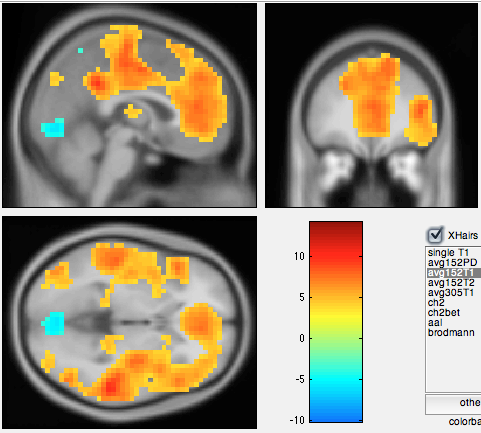 XHairs
single T1
avg152PD
avg152T1
avg152T2
avg305T1
ch2
ch2bet
aal
brodmann
10
5
0
-5
-10
othe
colorba